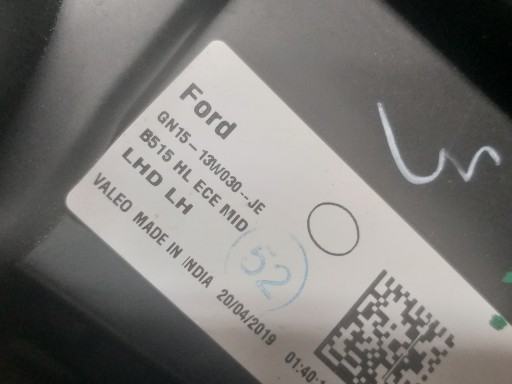 Ford
GN15-13W030-JE
B515 HL ECE MID
LHD LH
VALEO MADE IN INDIA 20/04/2019
52